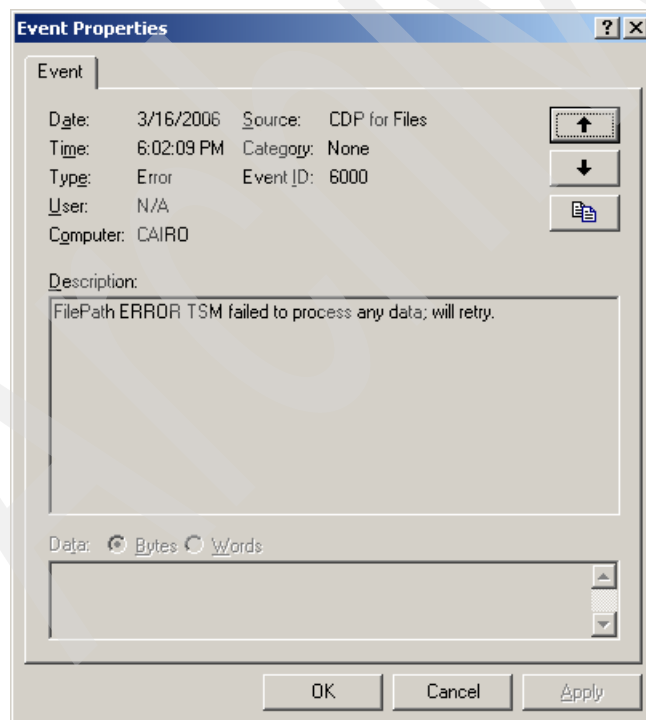 Event Properties
Event
Date: 3/16/2006 Source: CDP for Files
Time: 6:02:09 PM Category: None
Type: Error Event ID: 6000
User: N/A
Computer: CAIRO
Description:
FilePath ERROR TSM failed to process any data; will retry.
Data: Bytes Words
OK Cancel Apply